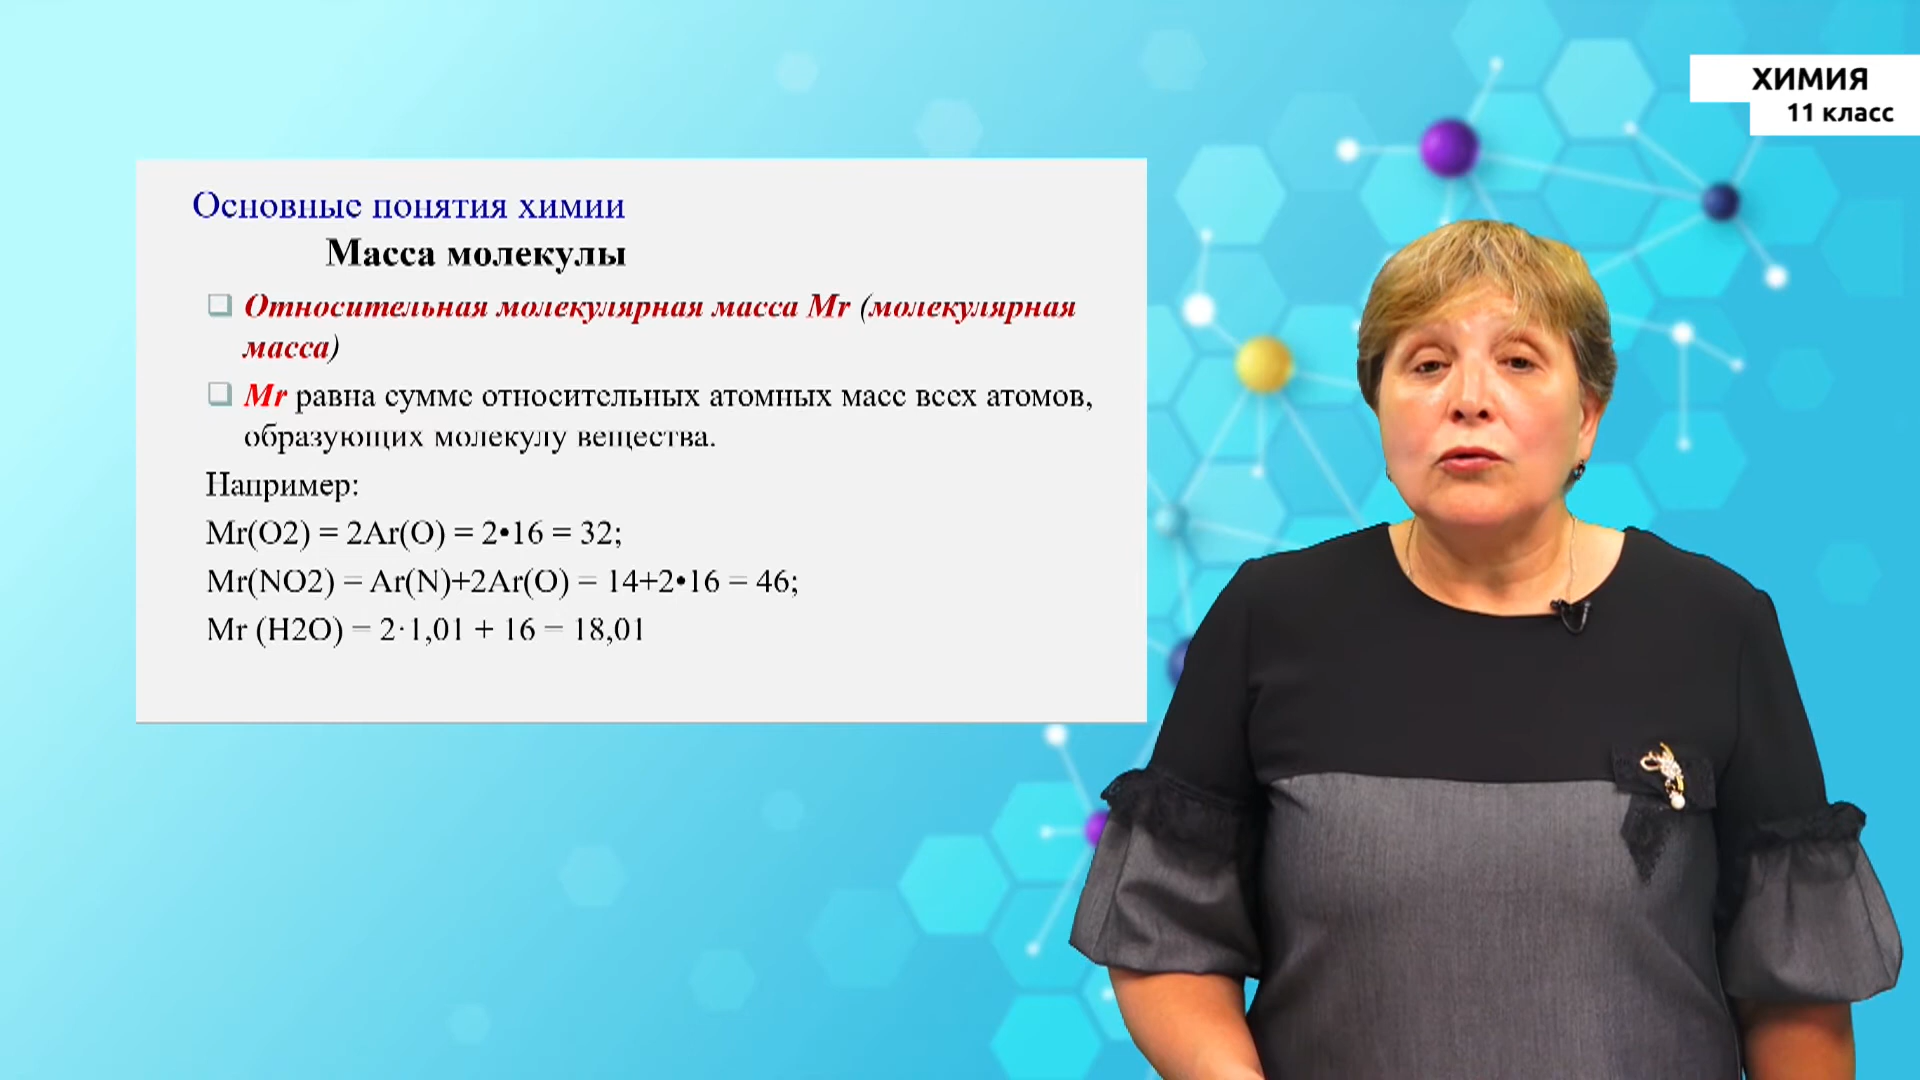 ХИМИЯ
11 класс
Основные понятия химии
Масса молекулы
Относительная молекулярная масса Mr (молекулярная
масса)
Mr равна сумме относительных атомных масс всех атомов,
образующих молекулу вещества.
Например:
Mr(O2) = 2Ar(O) = 2•16 = 32;
Mr(NO2) = Ar(N)+2Ar(O) = 14+2•16 = 46;
Mr (H2O) = 2·1,01 + 16 = 18,01